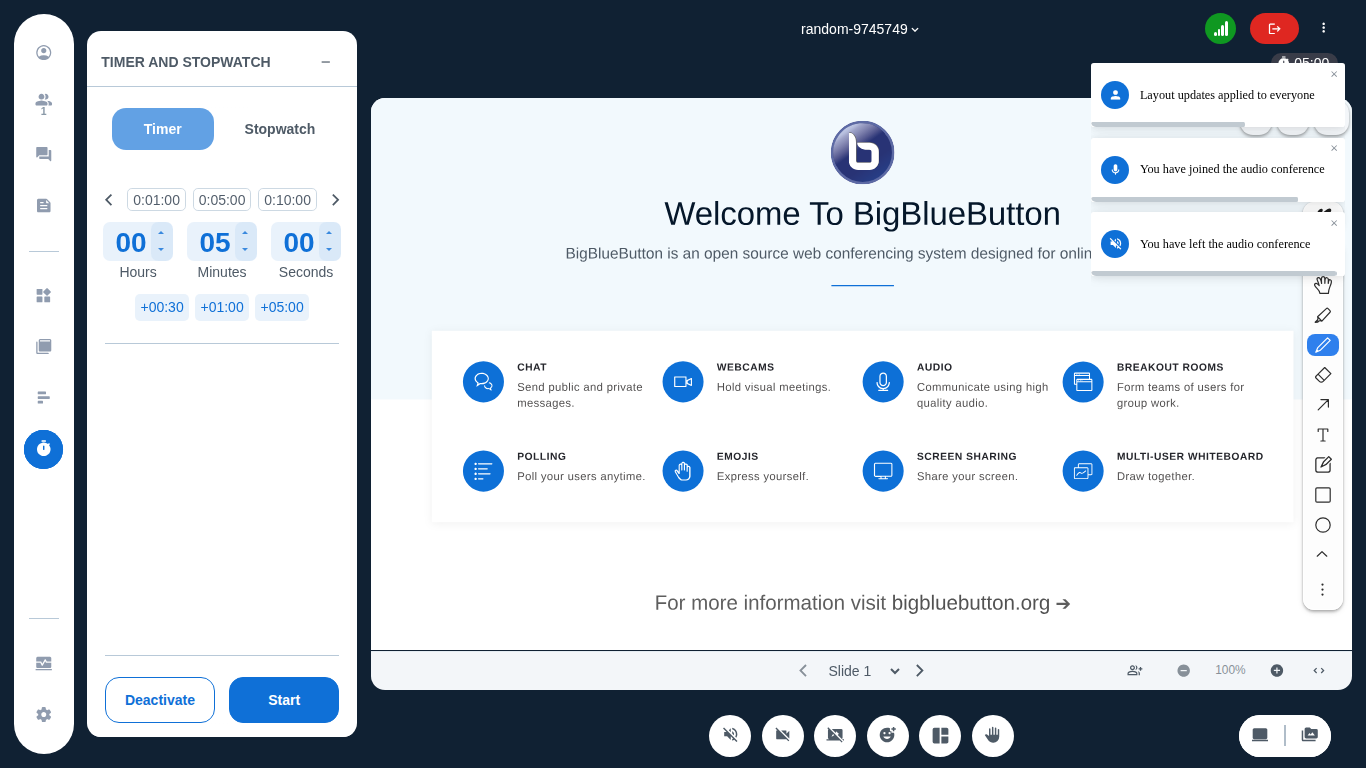 random-9745749
05:00
1
TIMER AND STOPWATCH
Timer
Stopwatch
0:01:00
0:05:00
0:10:00
00
05
00
Hours
Minutes
Seconds
+00:30
+01:00
+05:00
Deactivate
Start
Layout updates applied to everyone
You have joined the audio conference
You have left the audio conference
Welcome To BigBlueButton
BigBlueButton is an open source web conferencing system designed for onlin
CHAT
Send public and private
messages.
WEBCAMS
Hold visual meetings.
AUDIO
Communicate using high
quality audio.
BREAKOUT ROOMS
Form teams of users for
group work.
POLLING
Poll your users anytime.
EMOJIS
Express yourself.
SCREEN SHARING
Share your screen.
MULTI-USER WHITEBOARD
Draw together.
For more information visit bigbluebutton.org ➔
Slide 1
100%